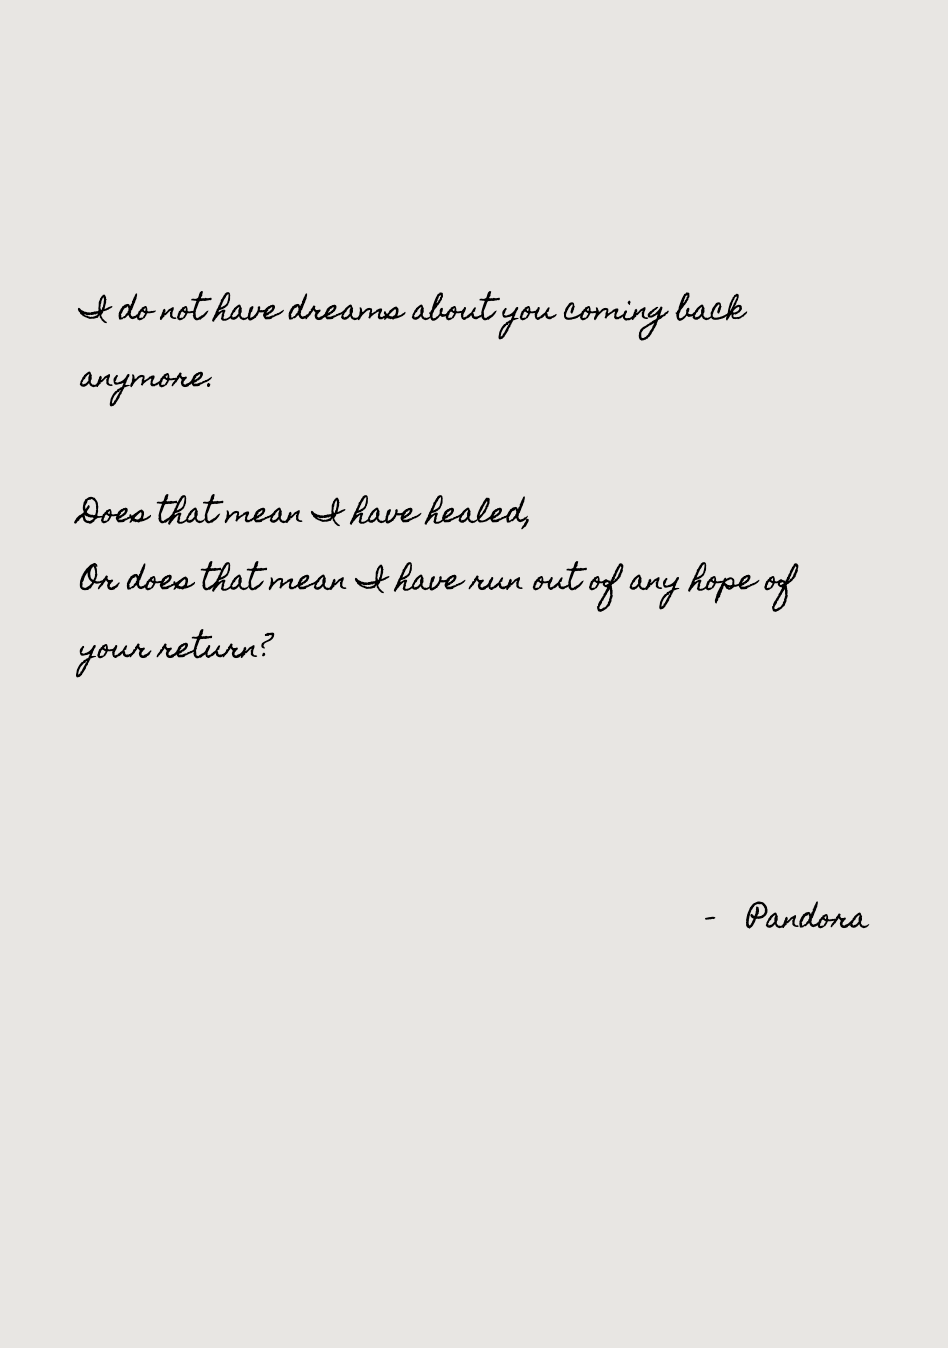 I do not have dreams about you coming back
anymore.
Does that mean I have healed,
Or does that mean I have run out of any hope of
your return?
- Pandora